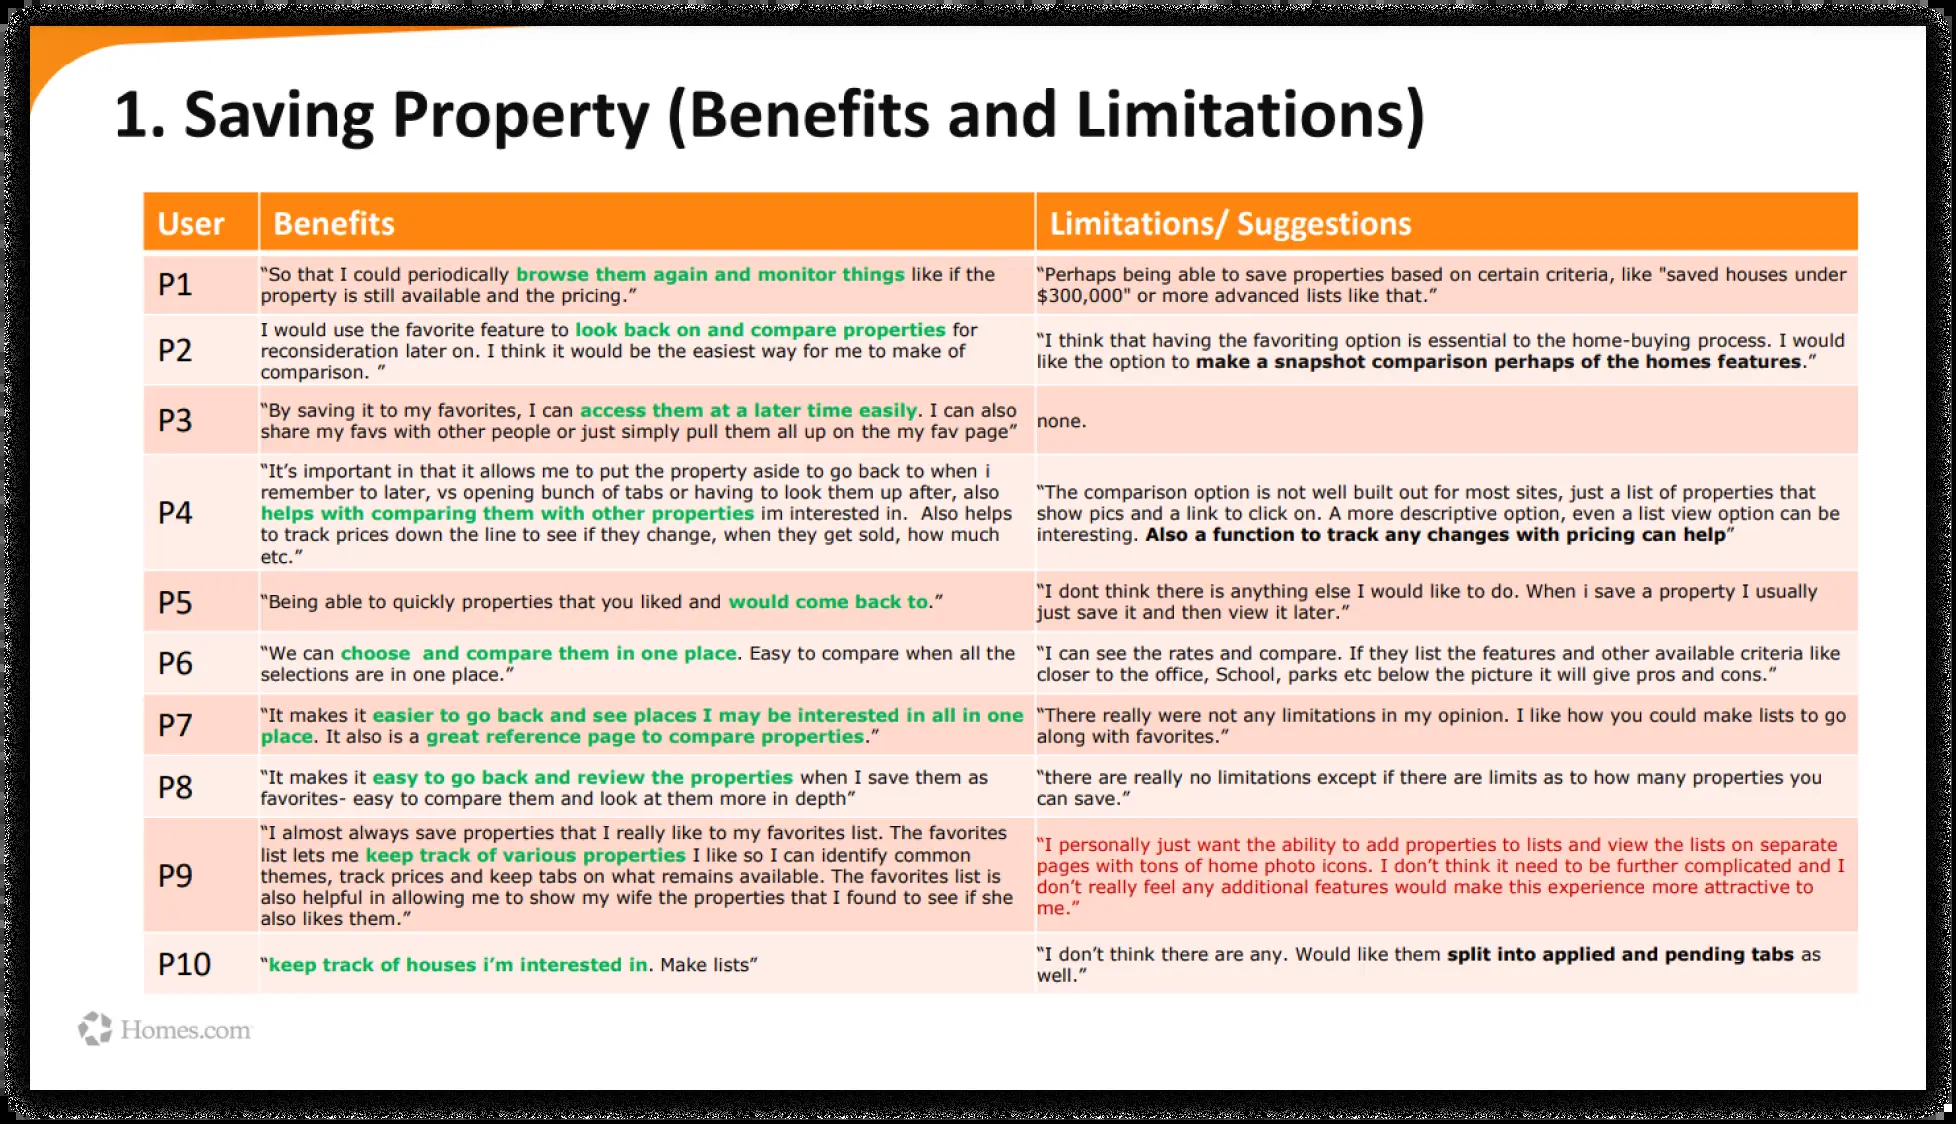 1. Saving Property (Benefits and Limitations)
User
Benefits
Limitations/ Suggestions
P1
“So that I could periodically browse them again and monitor things like if the
property is still available and the pricing.”
“Perhaps being able to save properties based on certain criteria, like "saved houses under
$300,000" or more advanced lists like that.”
P2
I would use the favorite feature to look back on and compare properties for
reconsideration later on. I think it would be the easiest way for me to make of
comparison. ”
“I think that having the favoriting option is essential to the home-buying process. I would
like the option to make a snapshot comparison perhaps of the homes features.”
P3
“By saving it to my favorites, I can access them at a later time easily. I can also
share my favs with other people or just simply pull them all up on the my fav page”
none.
P4
“It’s important in that it allows me to put the property aside to go back to when i
remember to later, vs opening bunch of tabs or having to look them up after, also
helps with comparing them with other properties im interested in. Also helps
to track prices down the line to see if they change, when they get sold, how much
etc.”
“The comparison option is not well built out for most sites, just a list of properties that
show pics and a link to click on. A more descriptive option, even a list view option can be
interesting. Also a function to track any changes with pricing can help”
P5
“Being able to quickly properties that you liked and would come back to.”
“I dont think there is anything else I would like to do. When i save a property I usually
just save it and then view it later.”
P6
“We can choose and compare them in one place. Easy to compare when all the
selections are in one place.”
“I can see the rates and compare. If they list the features and other available criteria like
closer to the office, School, parks etc below the picture it will give pros and cons.”
P7
“It makes it easier to go back and see places I may be interested in all in one
place. It also is a great reference page to compare properties.”
“There really were not any limitations in my opinion. I like how you could make lists to go
along with favorites.”
P8
“It makes it easy to go back and review the properties when I save them as
favorites- easy to compare them and look at them more in depth”
“there are really no limitations except if there are limits as to how many properties you
can save.”
P9
“I almost always save properties that I really like to my favorites list. The favorites
list lets me keep track of various properties I like so I can identify common
themes, track prices and keep tabs on what remains available. The favorites list is
also helpful in allowing me to show my wife the properties that I found to see if she
also likes them.”
“I personally just want the ability to add properties to lists and view the lists on separate
pages with tons of home photo icons. I don’t think it need to be further complicated and I
don’t really feel any additional features would make this experience more attractive to
me.”
P10
“keep track of houses i’m interested in. Make lists”
“I don’t think there are any. Would like them split into applied and pending tabs as
well.”
Homes.com